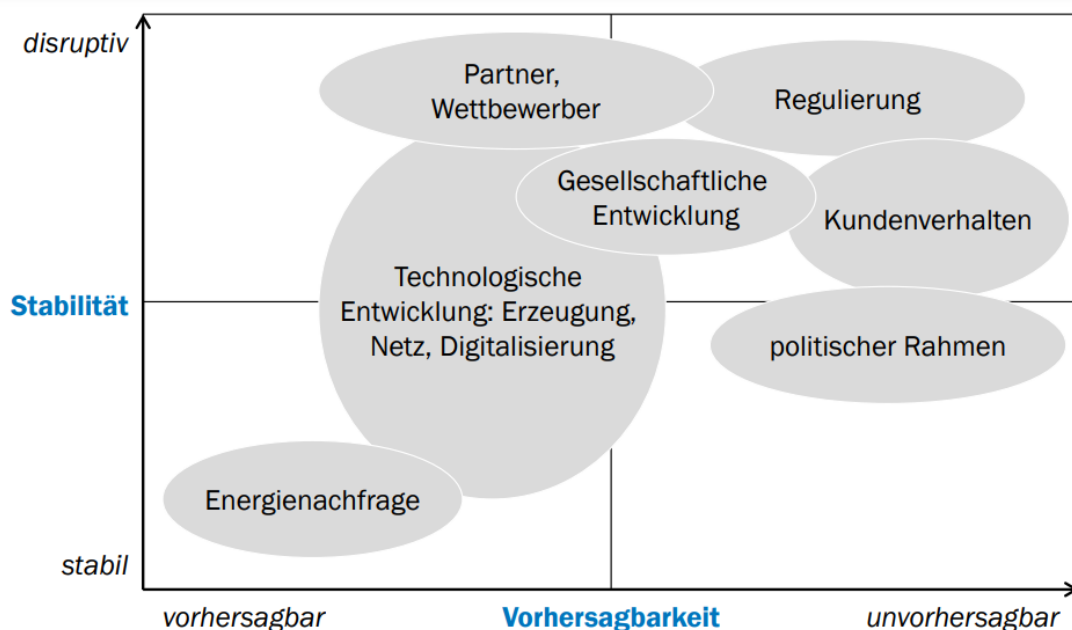 disruptiv
Partner,
Wettbewerber
Regulierung
Gesellschaftliche
Entwicklung
Kundenverhalten
Technologische
Entwicklung: Erzeugung,
Netz, Digitalisierung
Stabilität
politischer Rahmen
Energienachfrage
stabil
vorhersagbar
Vorhersagbarkeit
unvorhersagbar